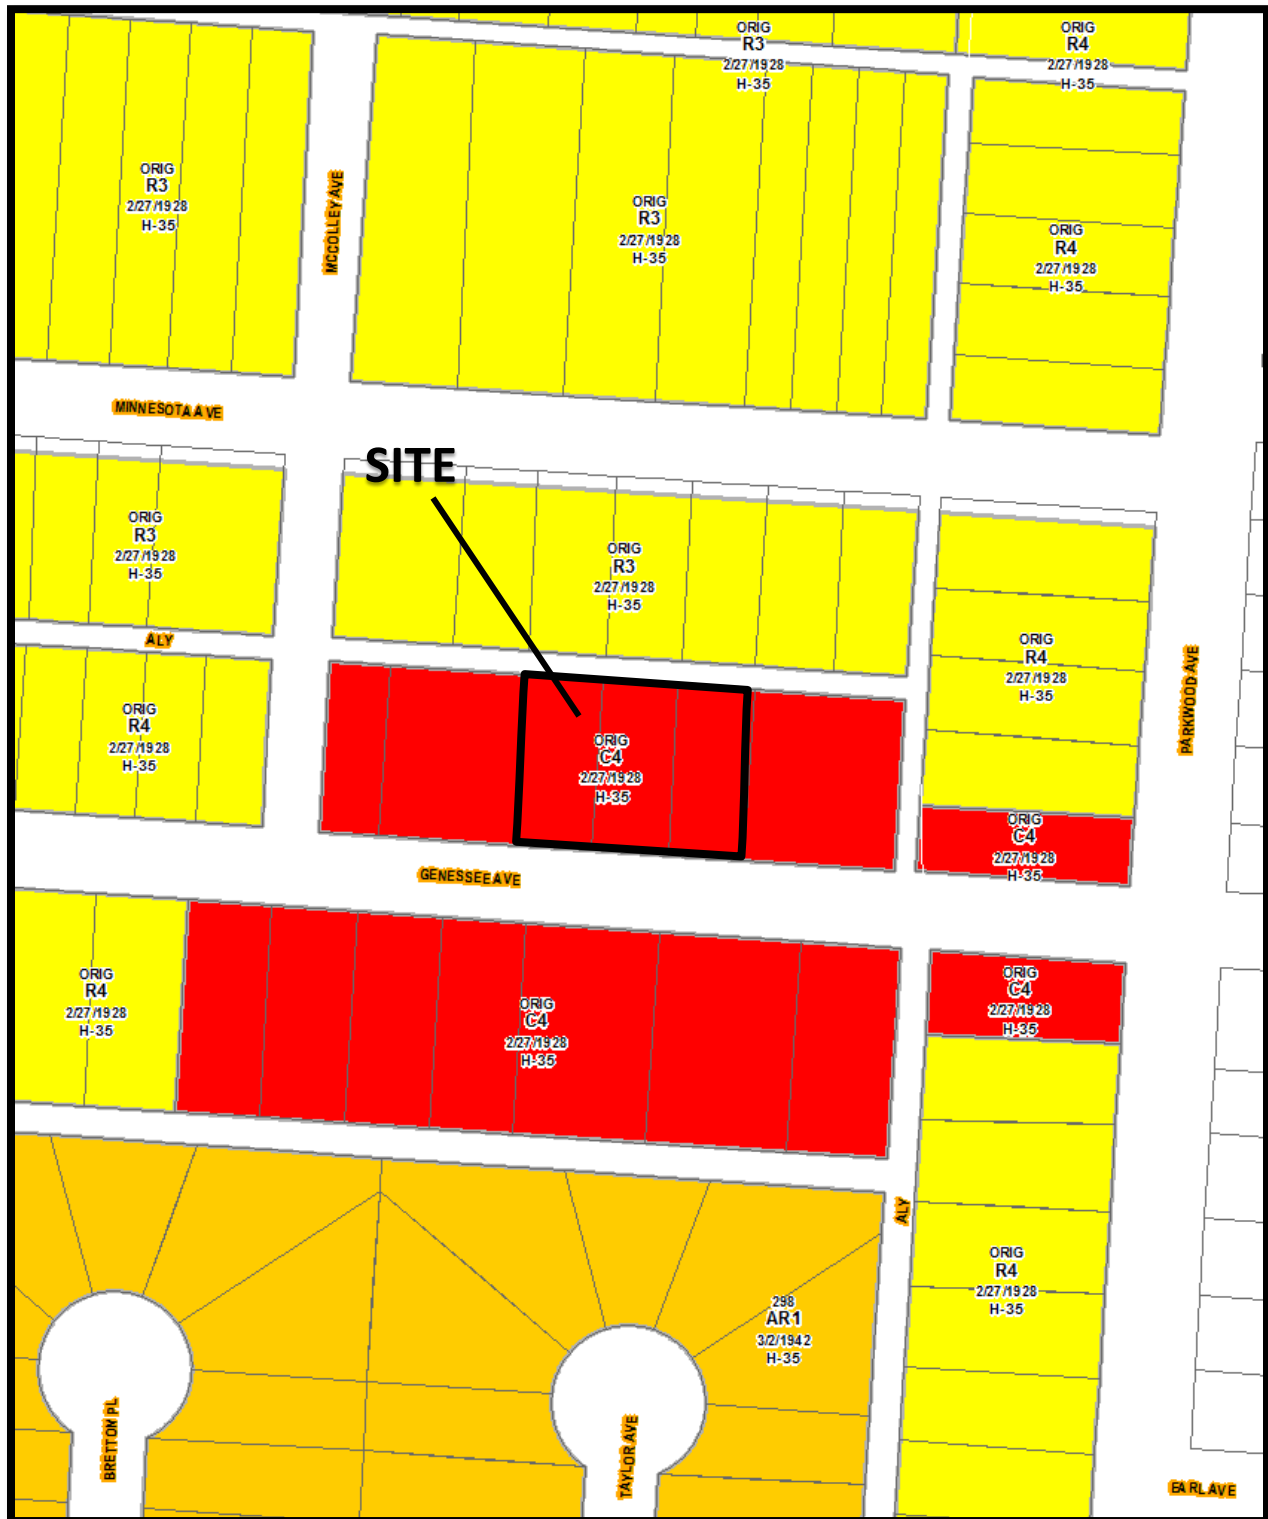 ORIG
R3
2/27/1928
H-35
ORIG
R4
2/27/1928
H-35
ORIG
R3
2/27/1928
H-35
MCCOLLEY AVE
ORIG
R3
2/27/1928
H-35
ORIG
R4
2/27/1928
H-35
MINNESOTA AVE
SITE
ORIG
R3
2/27/1928
H-35
ORIG
R3
2/27/1928
H-35
ALY
ORIG
R4
2/27/1928
H-35
PARKWOOD AVE
ORIG
R4
2/27/1928
H-35
ORIG
C4
2/27/1928
H-35
ORIG
C4
2/27/1928
H-35
GENESSEE AVE
ORIG
R4
2/27/1928
H-35
ORIG
C4
2/27/1928
H-35
ORIG
C4
2/27/1928
H-35
ALY
ORIG
R4
2/27/1928
H-35
298
AR1
3/2/1942
H-35
BRETTON PL
TAYLOR AVE
EARL AVE